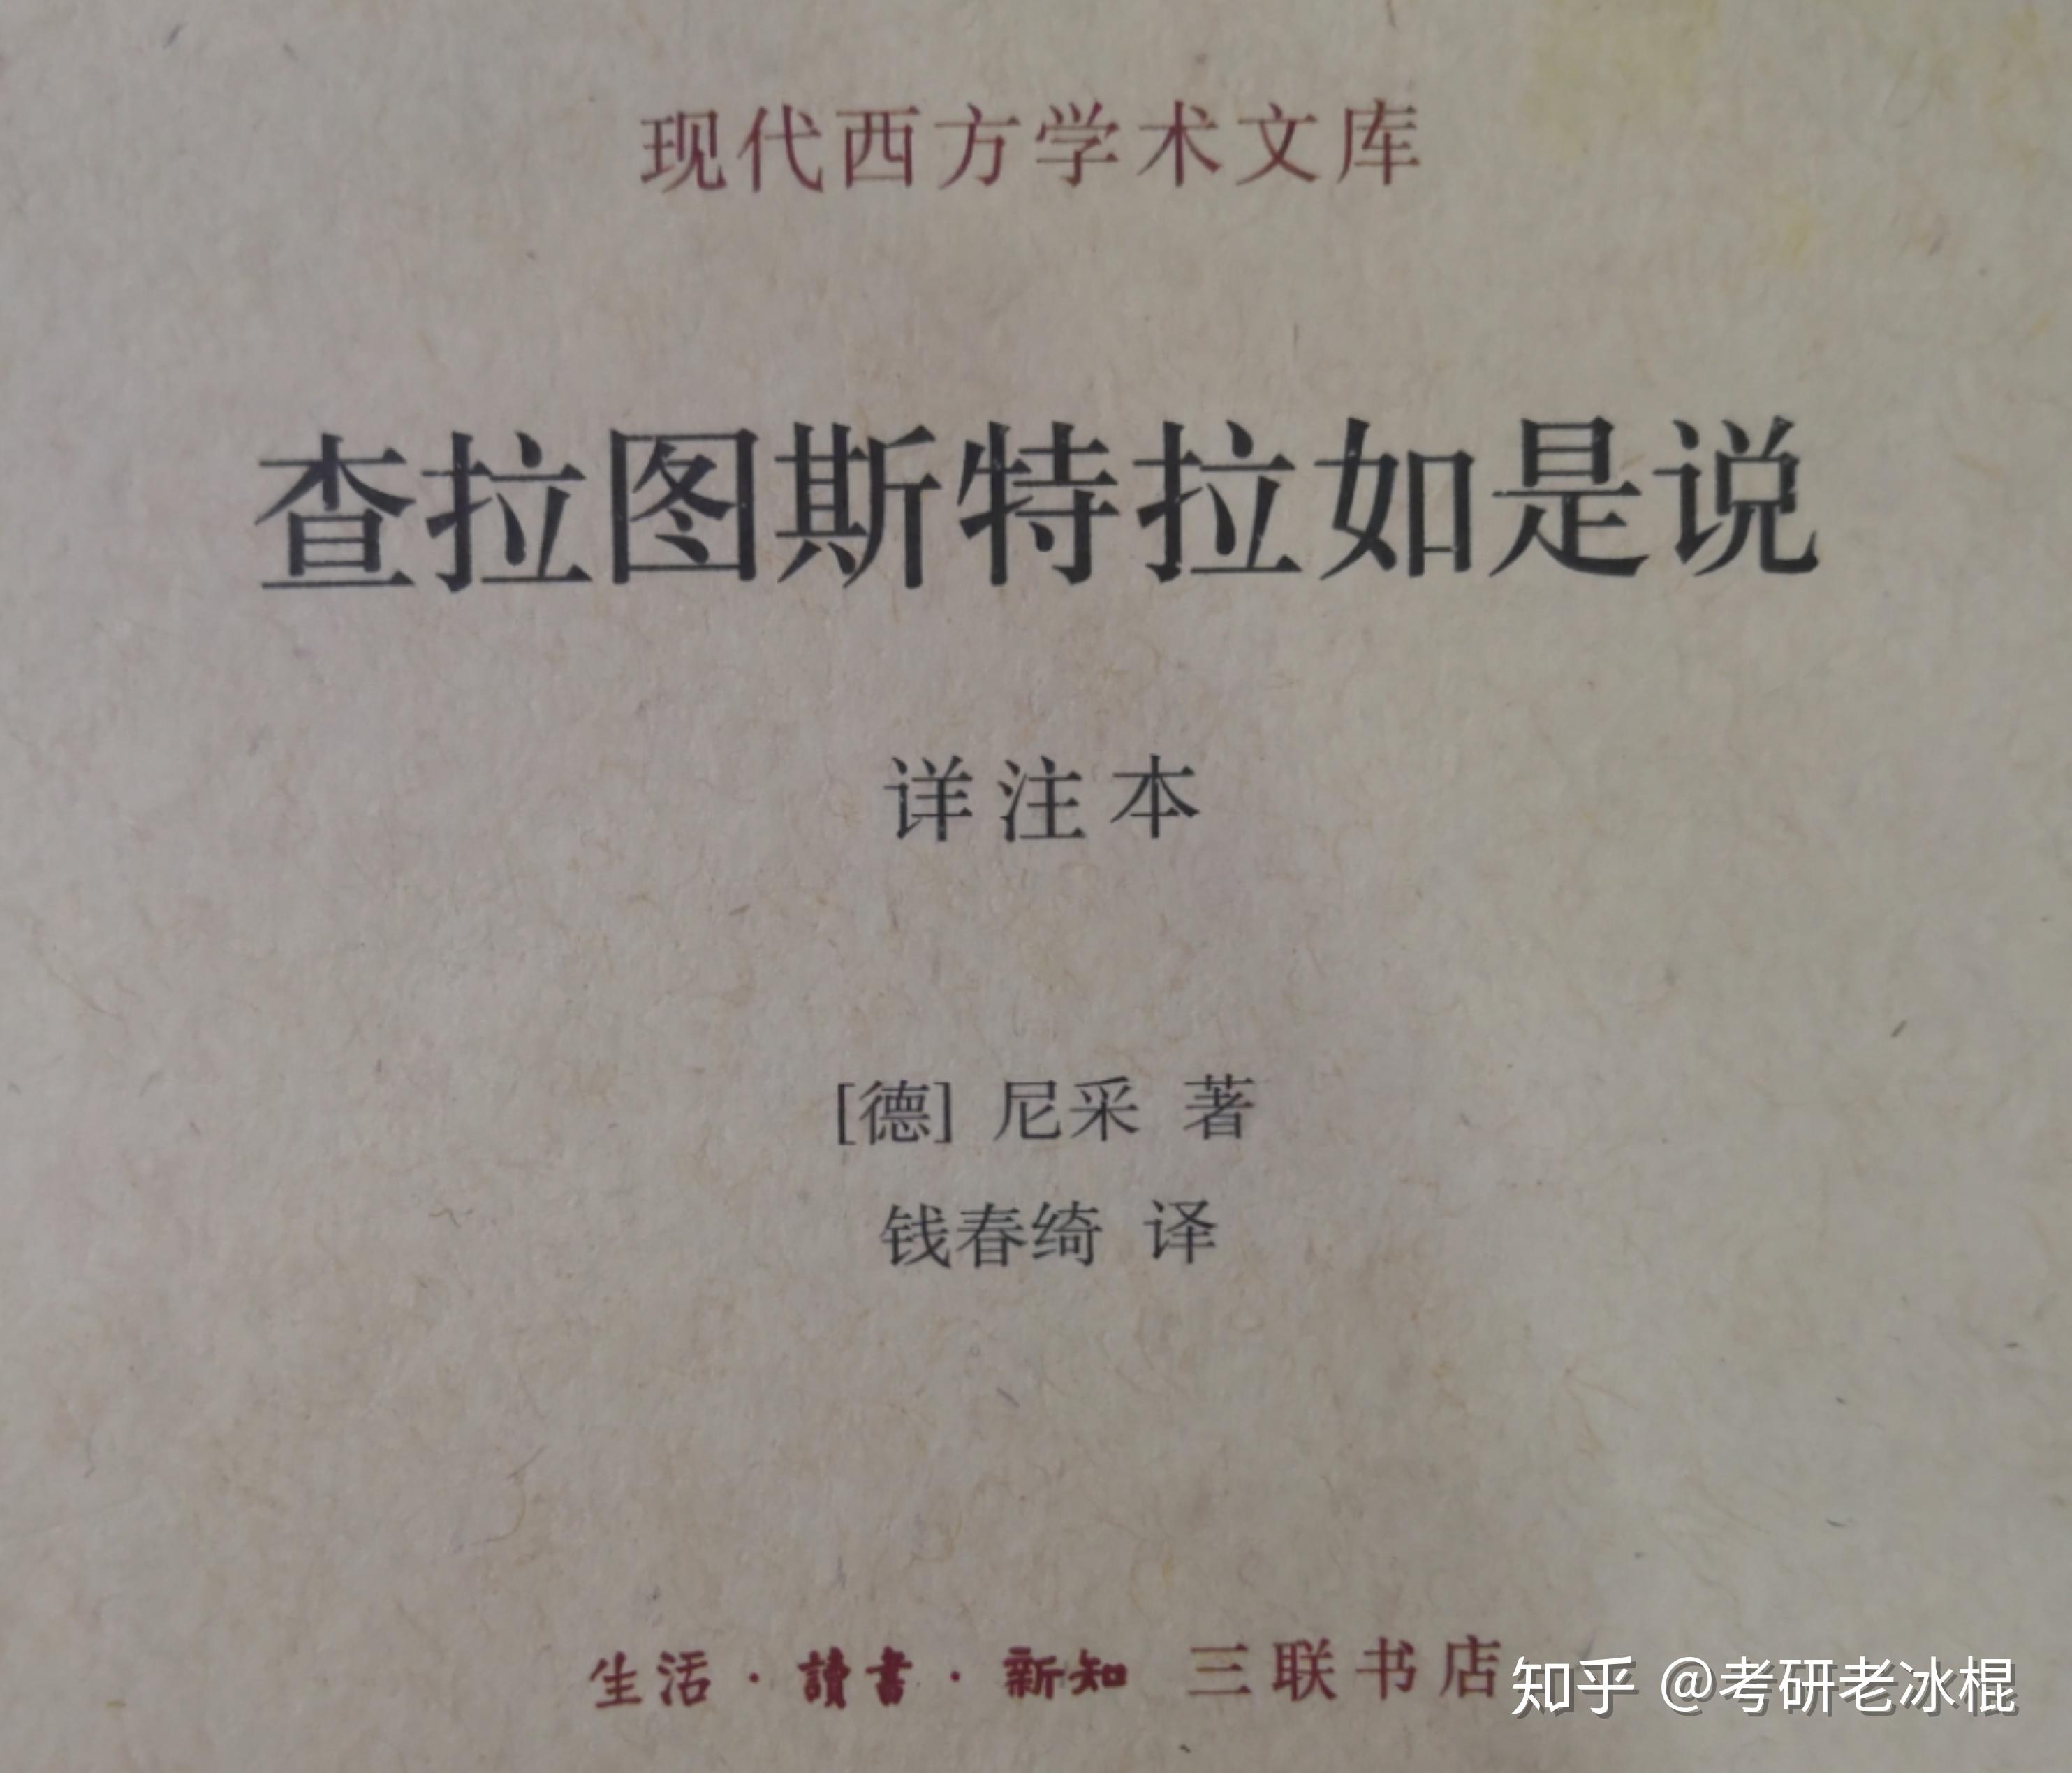 现代西方学术文库
查拉图斯特拉如是说
详注本
[德] 尼采 著
钱春绮 译
生活·讀書·新知 三联书店
知乎 @考研老冰棍